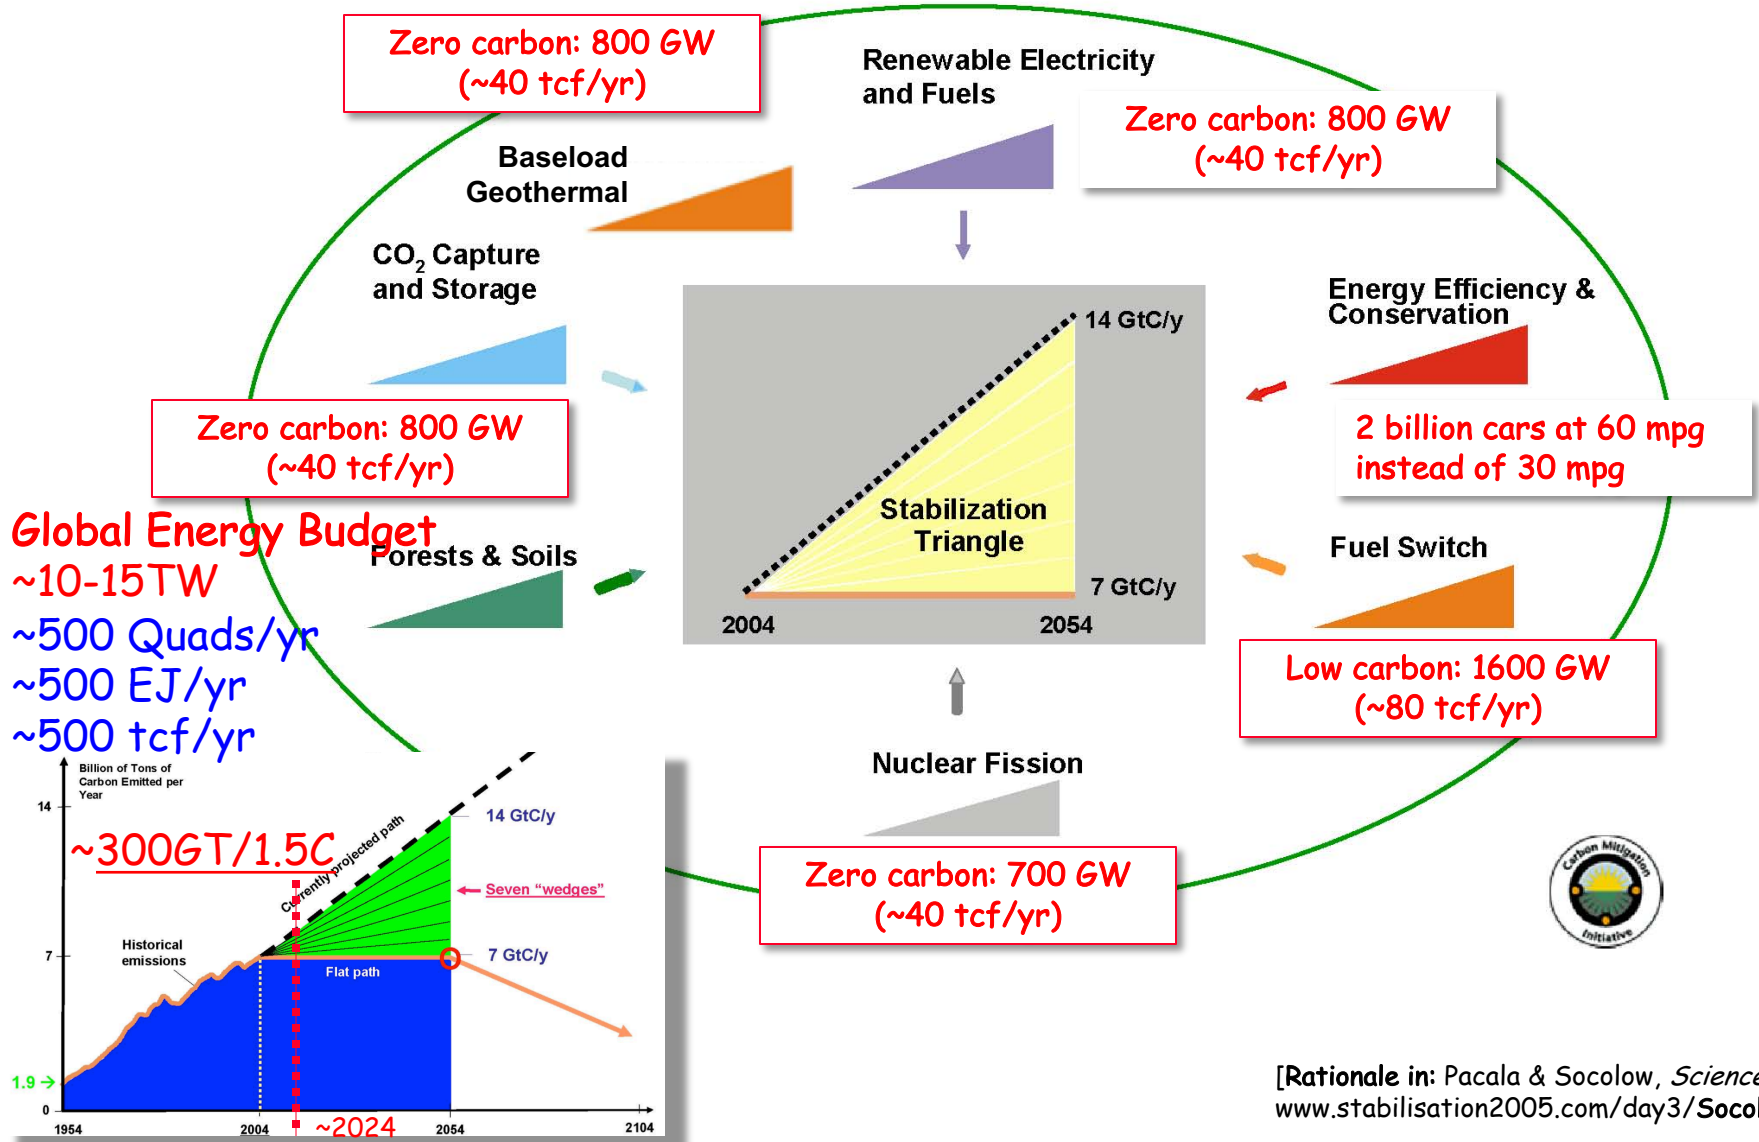 Zero carbon: 800 GW
(~40 tcf/yr)
Renewable Electricity
and Fuels
Zero carbon: 800 GW
(~40 tcf/yr)
Baseload
Geothermal
CO₂ Capture
and Storage
Energy Efficiency &
Conservation
14 GtC/y
Zero carbon: 800 GW
(~40 tcf/yr)
2 billion cars at 60 mpg
instead of 30 mpg
Stabilization
Triangle
Global Energy Budget
~10-15TW
~500 Quads/yr
~500 EJ/yr
~500 tcf/yr
Forests & Soils
Fuel Switch
7 GtC/y
2004
2054
Low carbon: 1600 GW
(~80 tcf/yr)
Nuclear Fission
Zero carbon: 700 GW
(~40 tcf/yr)
Billion of Tons of
Carbon Emitted per
Year
14
~300GT/1.5C
Currently projected path
14 GtC/y
Seven "wedges"
Historical
emissions
7
7 GtC/y
Flat path
1.9
0
1954
2004
~2024
2054
2104
Carbon Mitigation
Initiative
[Rationale in: Pacala & Socolow, Science
www.stabilisation2005.com/day3/Socol